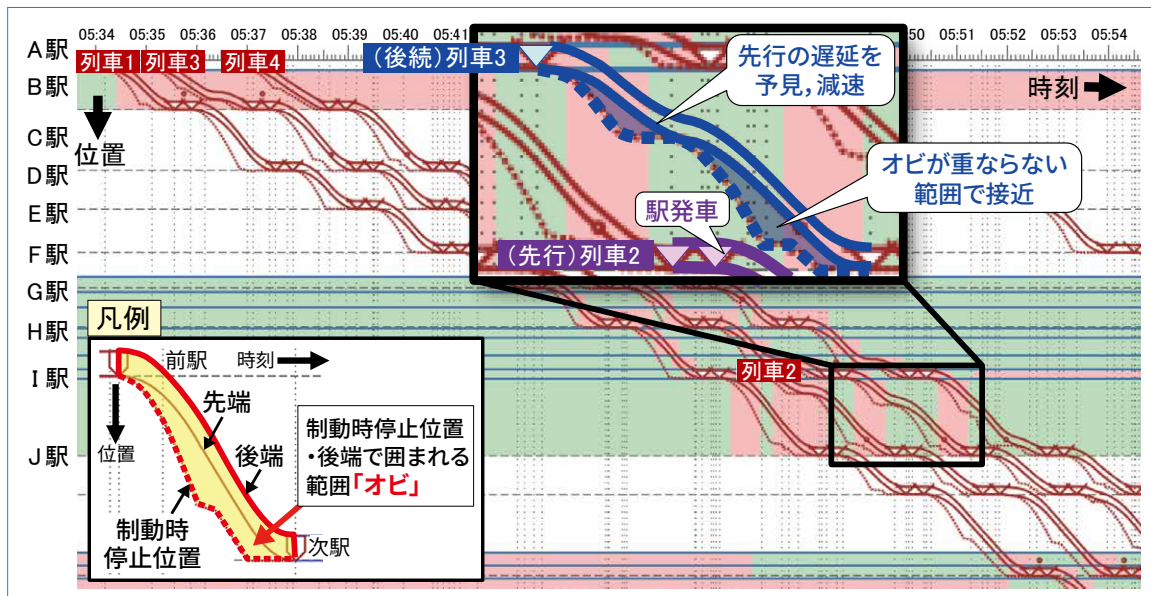 05:34 05:35 05:36 05:37 05:38 05:39 05:40 05:41 50 05:51 05:52 05:53 05:54
A駅
列車1 列車3 列車4
B駅
位置
C駅
D駅
E駅
F駅
G駅
H駅
I駅
J駅
時刻
(後続)列車3
先行の遅延を
予見,減速
オビが重ならない
範囲で接近
駅発車
(先行)列車2
列車2
凡例
前駅 時刻
位置
先端
後端
制動時
停止位置
次駅
制動時停止位置
・後端で囲まれる
範囲「オビ」